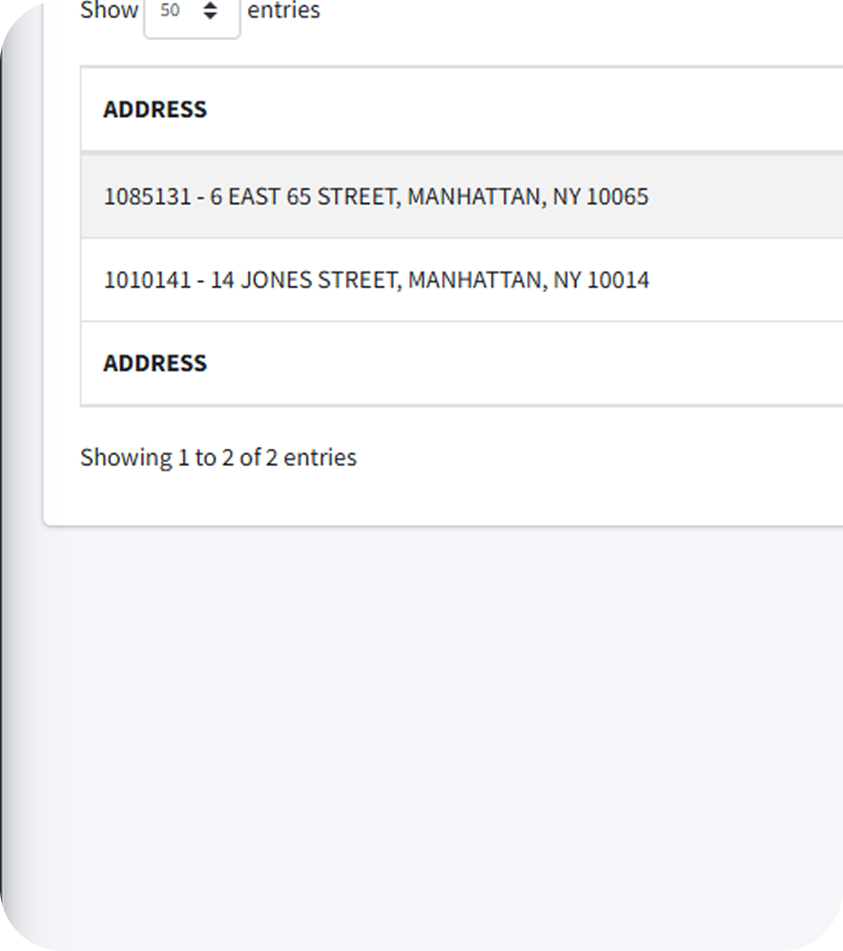 Show 50 entries
ADDRESS
1085131 - 6 EAST 65 STREET, MANHATTAN, NY 10065
1010141 - 14 JONES STREET, MANHATTAN, NY 10014
ADDRESS
Showing 1 to 2 of 2 entries